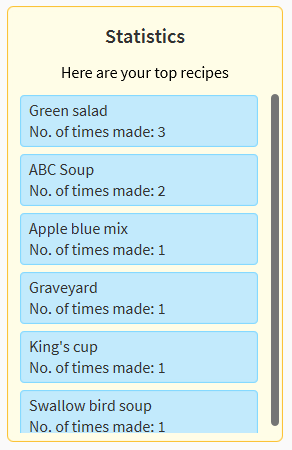 Statistics
Here are your top recipes
Green salad
No. of times made: 3
ABC Soup
No. of times made: 2
Apple blue mix
No. of times made: 1
Graveyard
No. of times made: 1
King's cup
No. of times made: 1
Swallow bird soup
No. of times made: 1